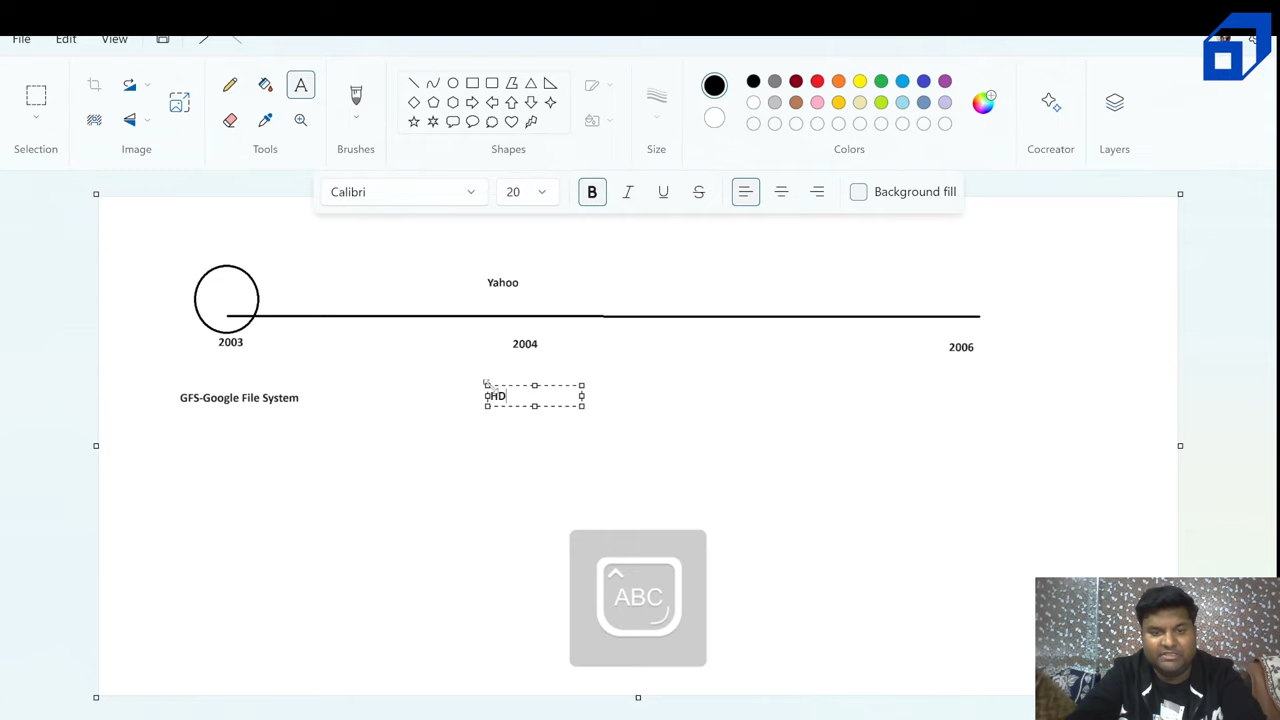 File Edit View
Selection Image Tools Brushes Shapes Size Colors Cocreator Layers
Calibri 20 B I U S Background fill
Yahoo
2003 2004 2006
GFS-Google File System HD
ABC